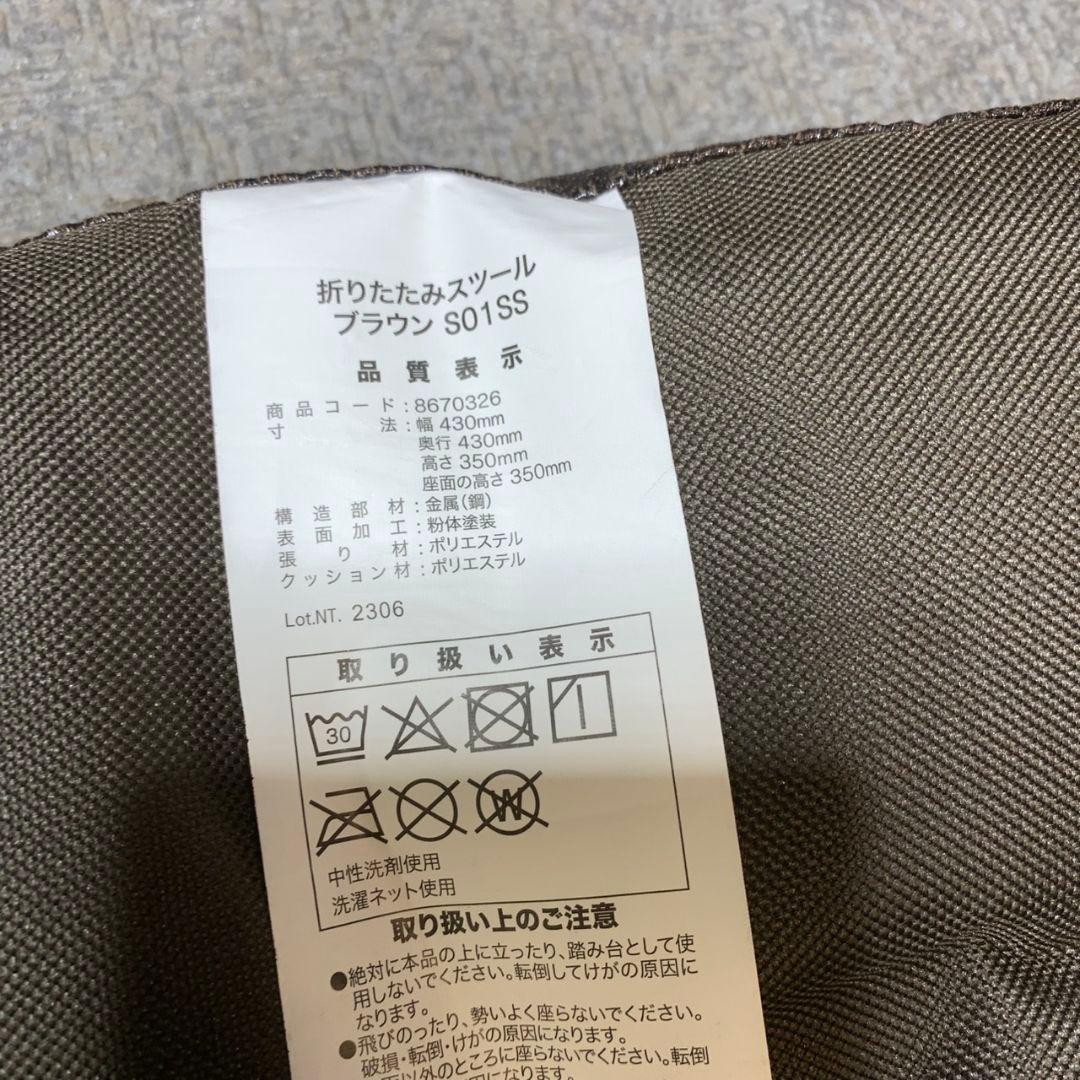 折りたたみスツール
ブラウン S01SS
品質表示
商品コード:8670326
寸法:幅 430mm
奥行 430mm
高さ 350mm
座面の高さ 350mm
構造部材:金属(鋼)
表面加工:粉体塗装
張り材:ポリエステル
クッション材:ポリエステル
Lot.NT. 2306
取り扱い表示
30
W
中性洗剤使用
洗濯ネット使用
取り扱い上のご注意
●絶対に本品の上に立ったり、踏み台として使
用しないでください。転倒してけがの原因に
なります。
●飛びのったり、勢いよく座らないでください。
破損・転倒・けがの原因になります。
以外のところに座らないでください。転倒
因になります。